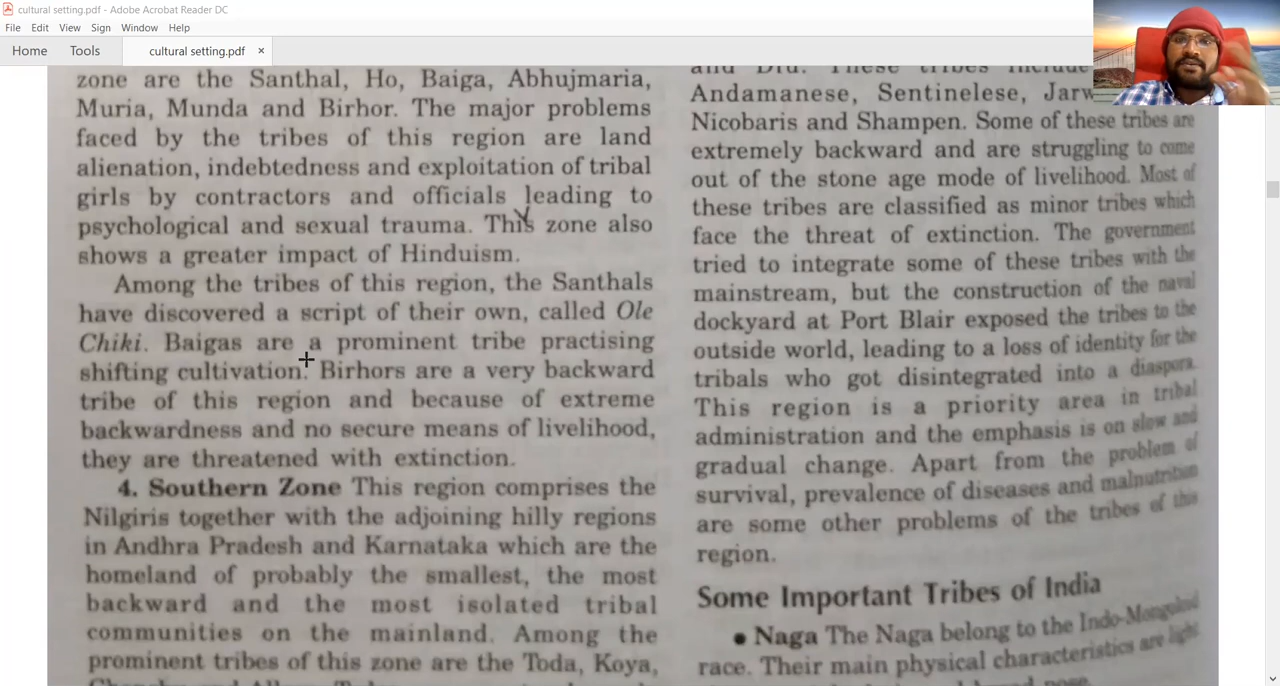 cultural setting.pdf - Adobe Acrobat Reader DC
File Edit View Sign Window Help
Home Tools cultural setting.pdf ×
zone are the Santhal, Ho, Baiga, Abhujmaria,
Muria, Munda and Birhor. The major problems
faced by the tribes of this region are land
alienation, indebtedness and exploitation of tribal
girls by contractors and officials leading to
psychological and sexual trauma. This zone also
shows a greater impact of Hinduism.
Among the tribes of this region, the Santhals
have discovered a script of their own, called Ole
Chiki. Baigas are a prominent tribe practising
shifting cultivation. Birhors are a very backward
tribe of this region and because of extreme
backwardness and no secure means of livelihood,
they are threatened with extinction.
4. Southern Zone This region comprises the
Nilgiris together with the adjoining hilly regions
in Andhra Pradesh and Karnataka which are the
homeland of probably the smallest, the most
backward and the most isolated tribal
communities on the mainland. Among the
prominent tribes of this zone are the Toda, Koya,
and Diu. These tribes include
Andamanese, Sentinelese, Jarw
Nicobaris and Shampen. Some of these tribes are
extremely backward and are struggling to come
out of the stone age mode of livelihood. Most of
these tribes are classified as minor tribes which
face the threat of extinction. The government
tried to integrate some of these tribes with the
mainstream, but the construction of the naval
dockyard at Port Blair exposed the tribes to the
outside world, leading to a loss of identity for the
tribals who got disintegrated into a diaspora.
This region is a priority area in tribal
administration and the emphasis is on slow and
gradual change. Apart from the problem of
survival, prevalence of diseases and malnutrition
are some other problems of the tribes of this
region.
Some Important Tribes of India
• Naga The Naga belong to the Indo-Mongoloid
race. Their main physical characteristics are light